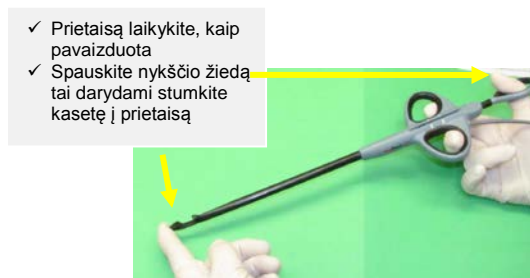 ✓ Prietaisą laikykite, kaip
pavaizduota
✓ Spauskite nykščio žiedą
tai darydami stumkite
kasetę į prietaisą